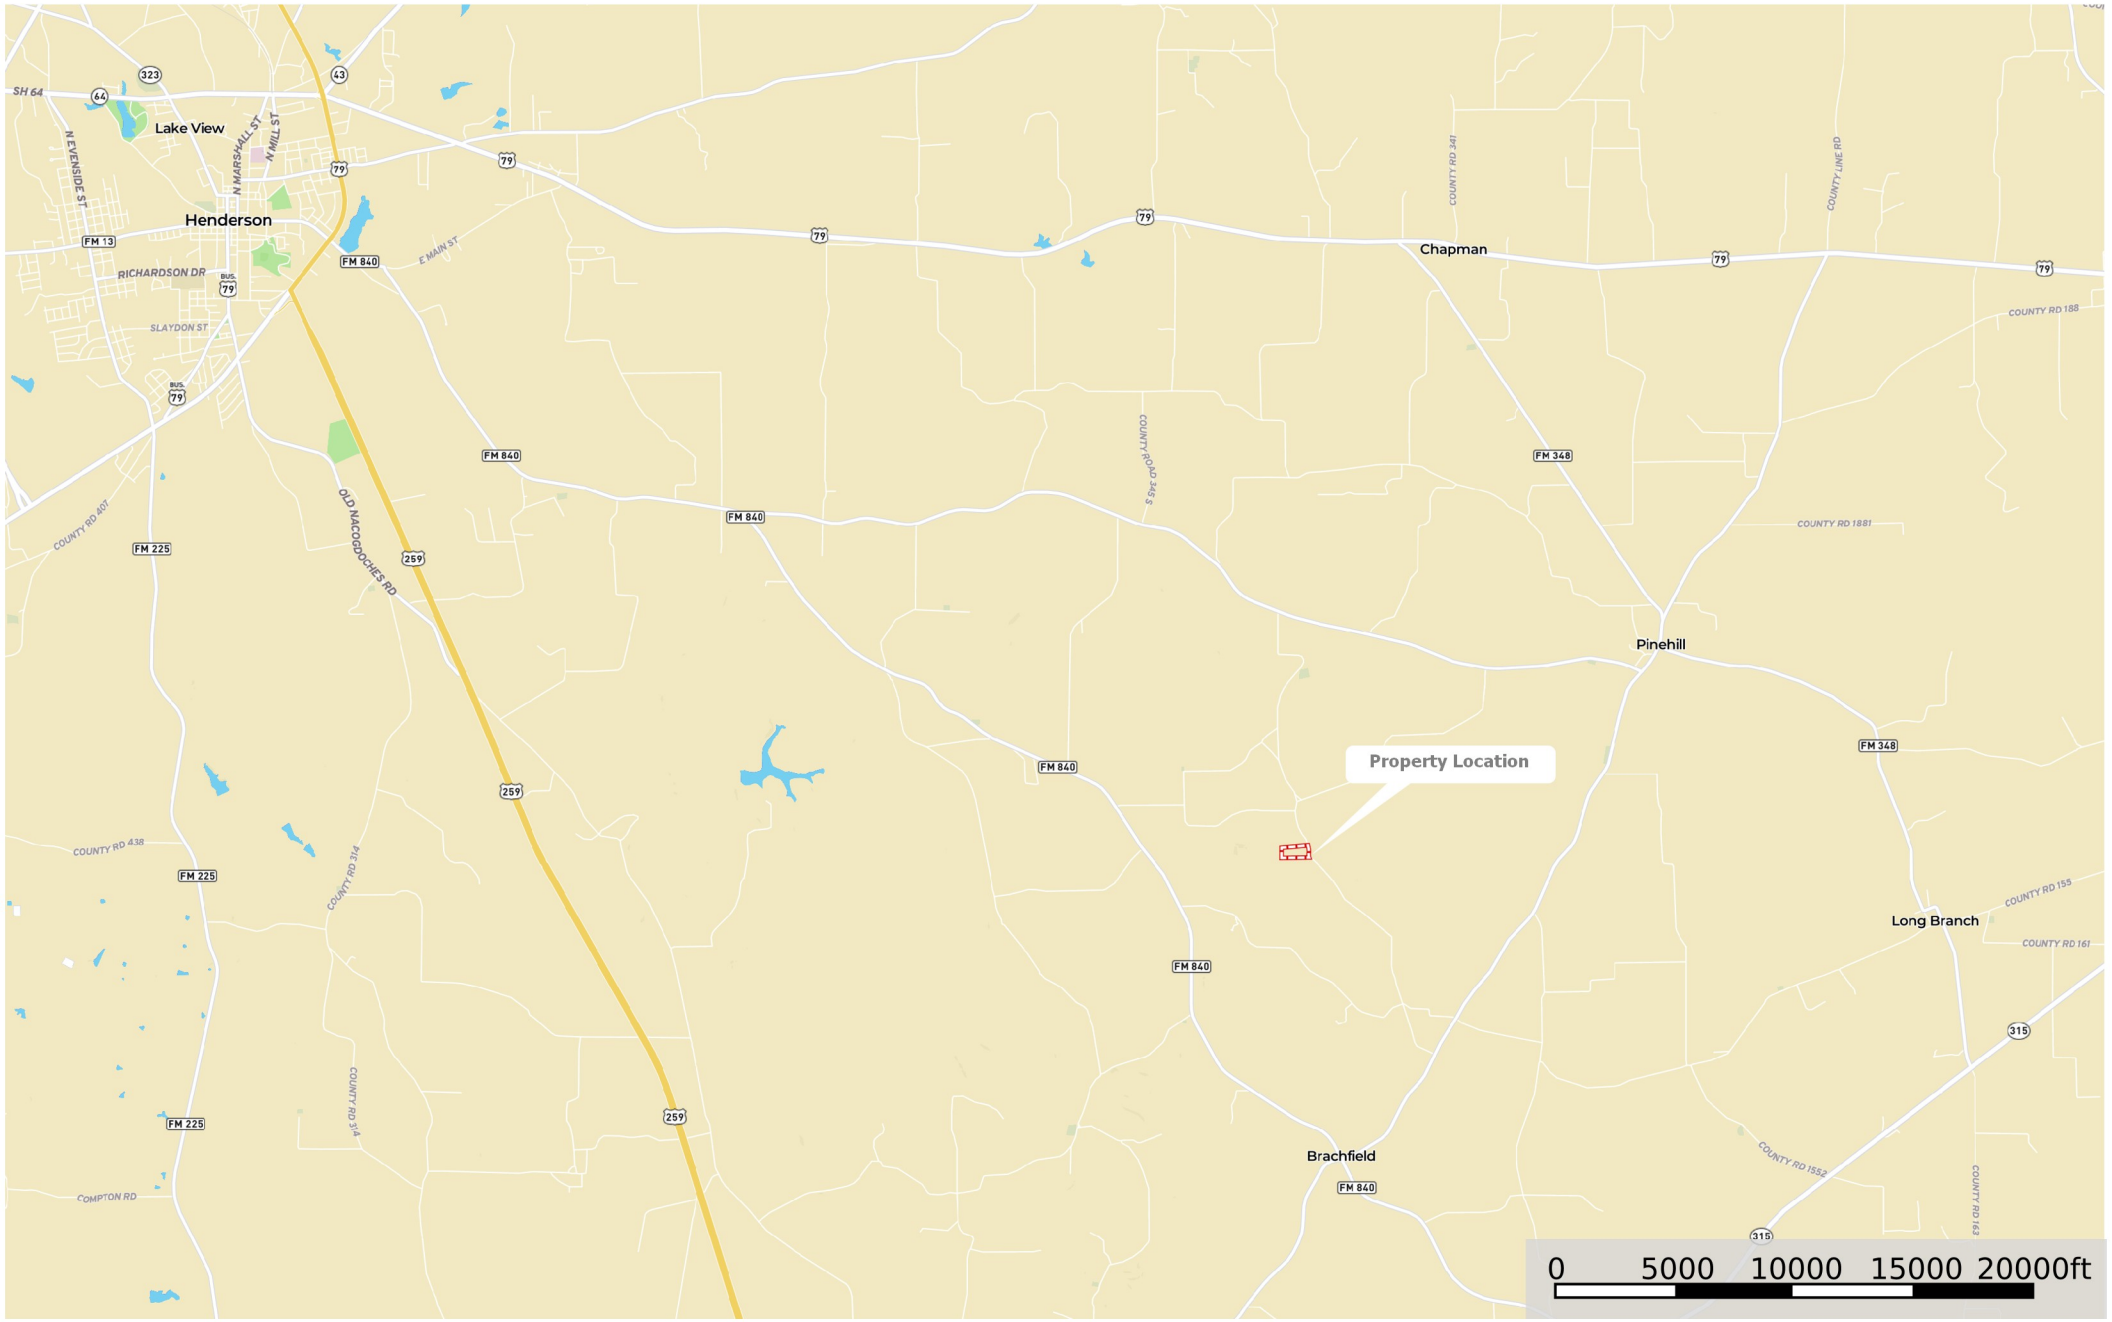 323
43
SH 64
64
Lake View
N MARSHALL ST
N MILL ST
N EVENSIDE ST
79
79
Henderson
79
79
FM 13
E MAIN ST
FM 840
RICHARDSON DR
BUS.
79
SLAYDON ST
BUS.
79
COUNTY RD 341
COUNTY LINE RD
Chapman
79
79
COUNTY RD 188
FM 840
COUNTY ROAD 345 S
FM 348
OLD NACOGDOCHES RD
COUNTY RD 407
FM 840
COUNTY RD 1881
FM 225
259
Pinehill
FM 348
Property Location
FM 840
259
COUNTY RD 438
FM 225
COUNTY RD 314
COUNTY RD 155
Long Branch
COUNTY RD 161
FM 840
315
COUNTY RD 314
259
FM 225
Brachfield
COUNTY RD 1552
FM 840
COMPTON RD
COUNTY RD 163
315
0 5000 10000 15000 20000ft